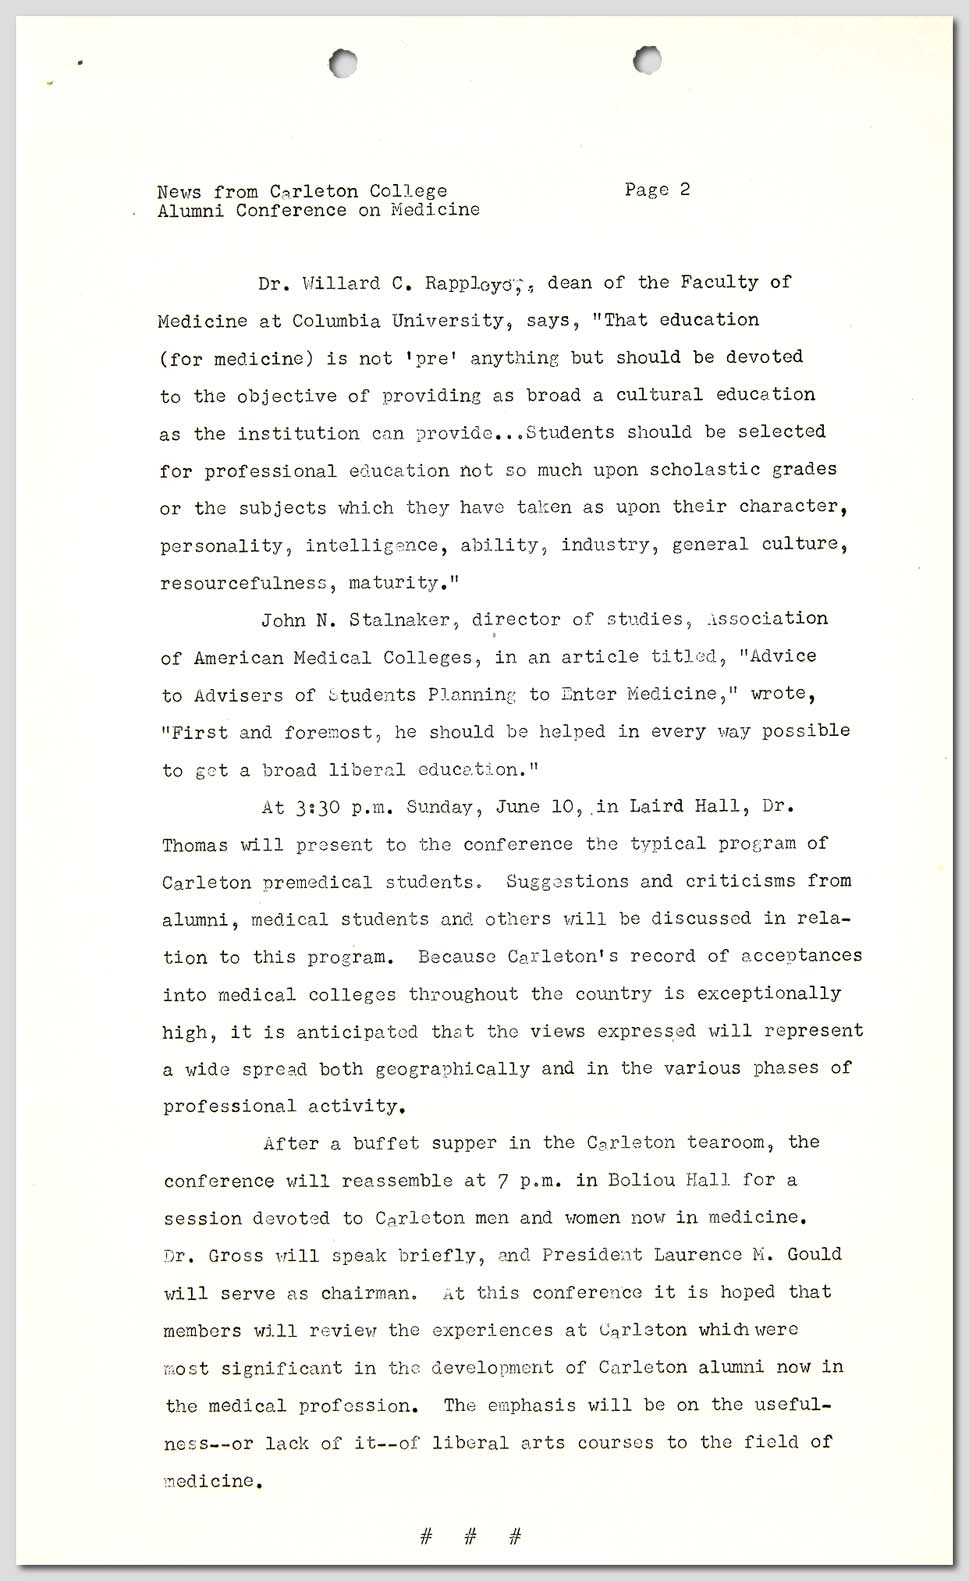 News from Carleton College Page 2
Alumni Conference on Medicine
Dr. Willard C. Rappleye, dean of the Faculty of
Medicine at Columbia University, says, "That education
(for medicine) is not 'pre' anything but should be devoted
to the objective of providing as broad a cultural education
as the institution can provide...Students should be selected
for professional education not so much upon scholastic grades
or the subjects which they have taken as upon their character,
personality, intelligence, ability, industry, general culture,
resourcefulness, maturity."
John N. Stalnaker, director of studies, Association
of American Medical Colleges, in an article titled, "Advice
to Advisers of Students Planning to Enter Medicine," wrote,
"First and foremost, he should be helped in every way possible
to get a broad liberal education."
At 3:30 p.m. Sunday, June 10, in Laird Hall, Dr.
Thomas will present to the conference the typical program of
Carleton premedical students. Suggestions and criticisms from
alumni, medical students and others will be discussed in rela-
tion to this program. Because Carleton's record of acceptances
into medical colleges throughout the country is exceptionally
high, it is anticipated that the views expressed will represent
a wide spread both geographically and in the various phases of
professional activity.
After a buffet supper in the Carleton tearoom, the
conference will reassemble at 7 p.m. in Boliou Hall for a
session devoted to Carleton men and women now in medicine.
Dr. Gross will speak briefly, and President Laurence M. Gould
will serve as chairman. At this conference it is hoped that
members will review the experiences at Carleton which were
most significant in the development of Carleton alumni now in
the medical profession. The emphasis will be on the useful-
ness--or lack of it--of liberal arts courses to the field of
medicine.
# # #